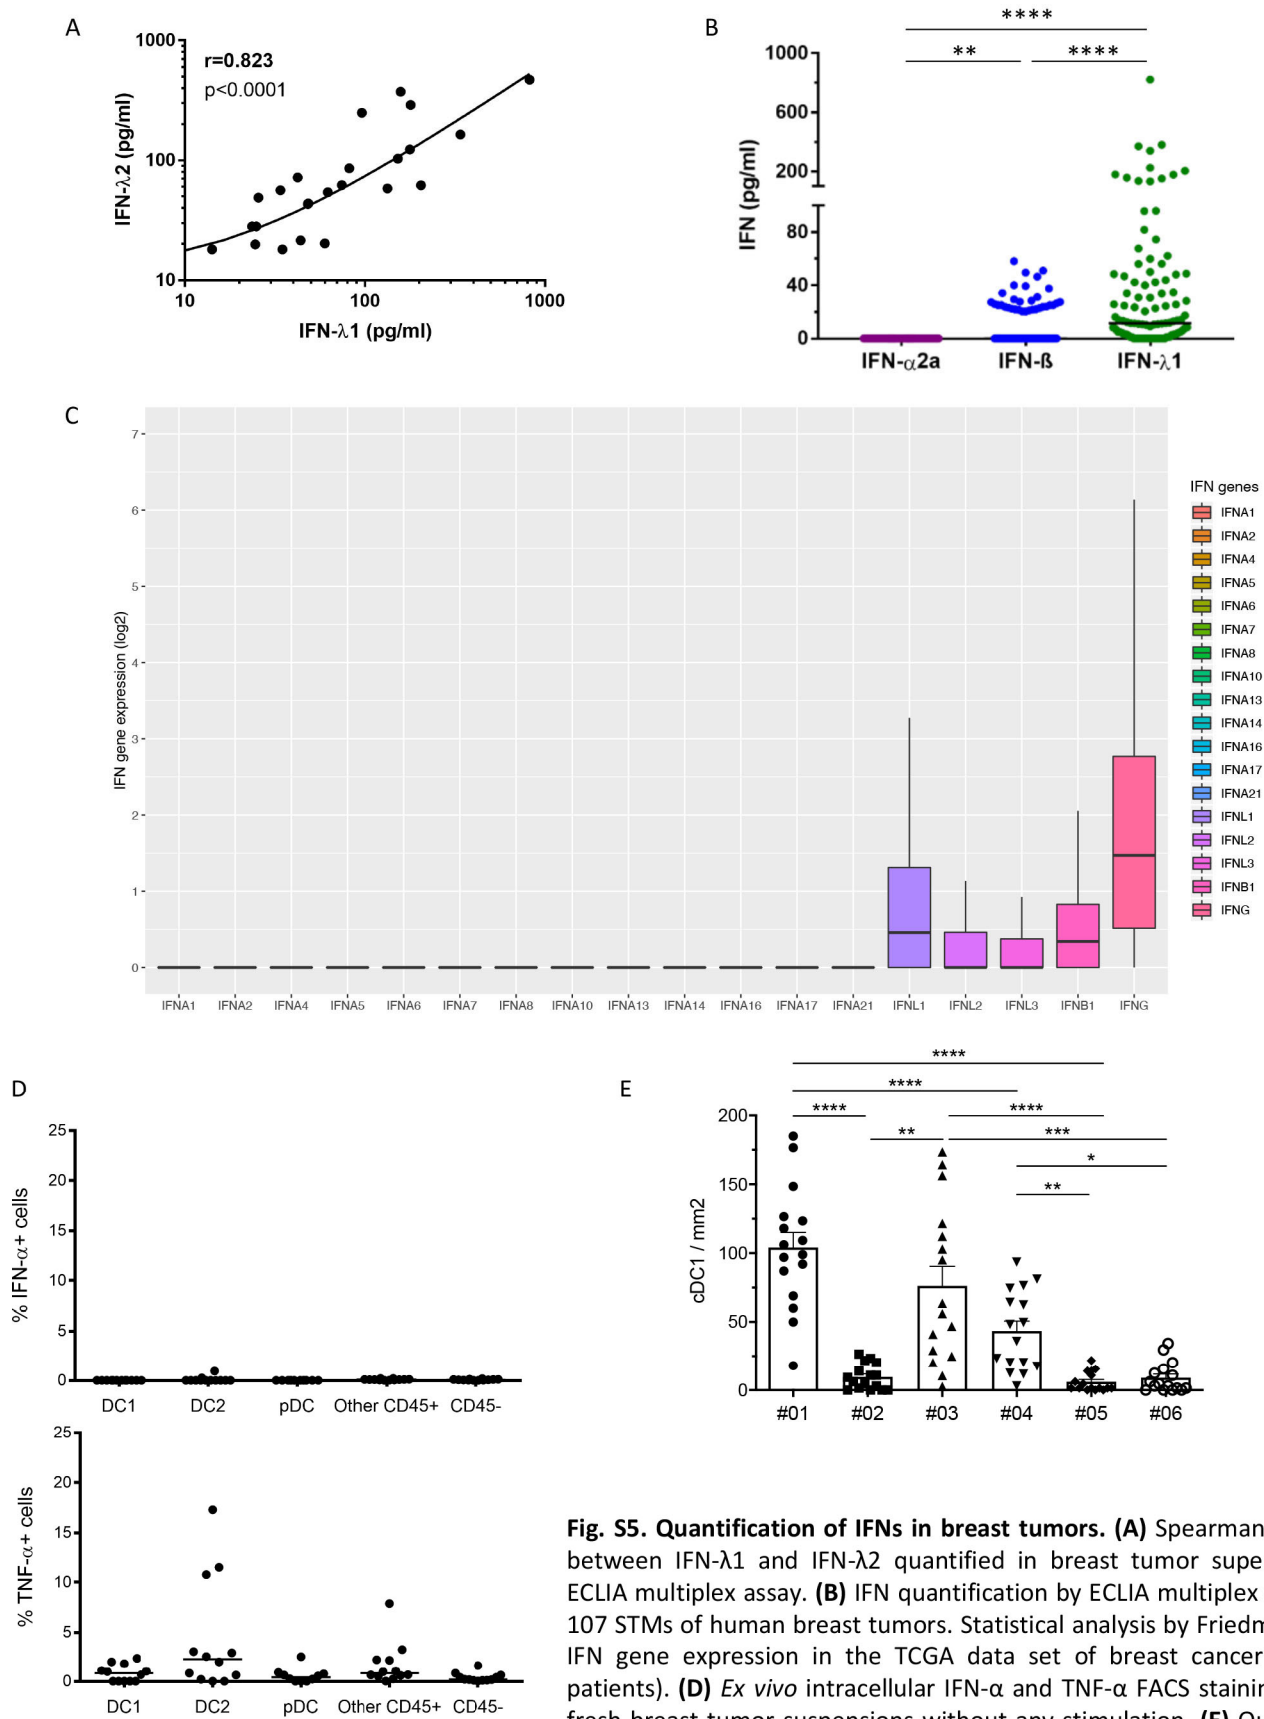 A
1000
100
10
r=0.823
p<0.0001
IFN-λ2 (pg/ml)
10 100 1000
IFN-λ1 (pg/ml)
B
****
** ****
1000
600
200
80
40
0
IFN (pg/ml)
IFN-α2a IFN-ß IFN-λ1
C
7
6
5
4
3
2
1
0
IFN gene expression (log2)
IFNA1 IFNA2 IFNA4 IFNA5 IFNA6 IFNA7 IFNA8 IFNA10 IFNA13 IFNA14 IFNA16 IFNA17 IFNA21 IFNL1 IFNL2 IFNL3 IFNB1 IFNG
IFN genes
IFNA1
IFNA2
IFNA4
IFNA5
IFNA6
IFNA7
IFNA8
IFNA10
IFNA13
IFNA14
IFNA16
IFNA17
IFNA21
IFNL1
IFNL2
IFNL3
IFNB1
IFNG
D
25
20
15
10
5
0
% IFN-α+ cells
DC1 DC2 pDC Other CD45+ CD45-
25
20
15
10
5
0
% TNF-α+ cells
DC1 DC2 pDC Other CD45+ CD45-
E
****
****
**** ****
** ***
*
**
200
150
100
50
0
cDC1 / mm2
#01 #02 #03 #04 #05 #06
Fig. S5. Quantification of IFNs in breast tumors. (A) Spearman
between IFN-λ1 and IFN-λ2 quantified in breast tumor supe
ECLIA multiplex assay. (B) IFN quantification by ECLIA multiplex
107 STMs of human breast tumors. Statistical analysis by Friedm
IFN gene expression in the TCGA data set of breast cancer
patients). (D) Ex vivo intracellular IFN-α and TNF-α FACS stainin
fresh breast tumor suspensions without any stimulation. (E) Qu